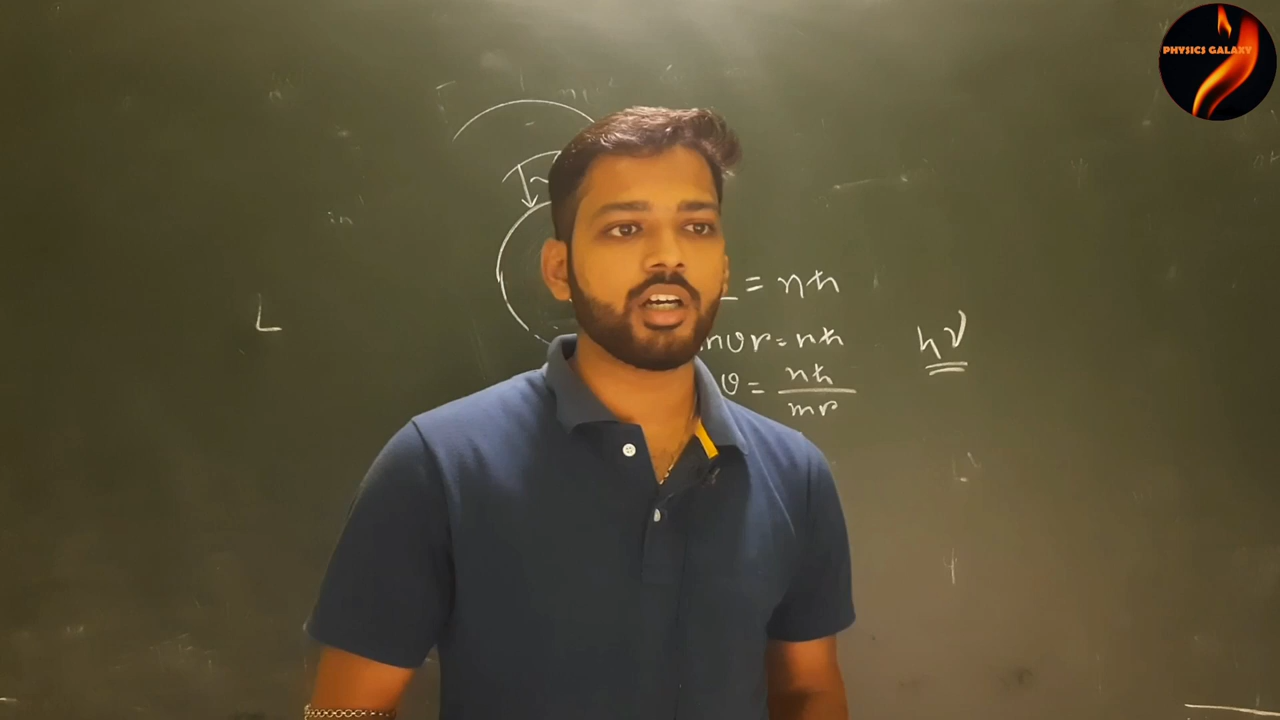 PHYSICS GALAXY
L
= nħ
mvr = nħ
hν
v = nħ / mr